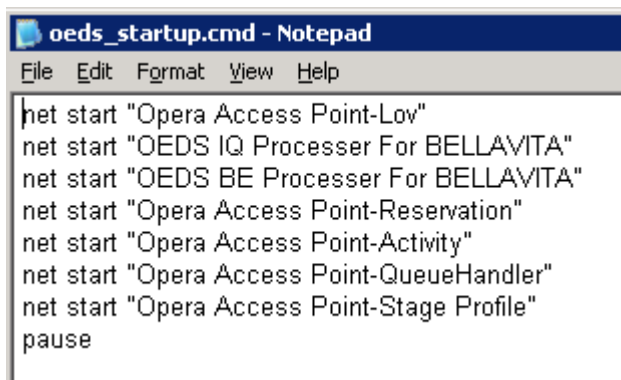 oeds_startup.cmd - Notepad
File Edit Format View Help
net start "Opera Access Point-Lov"
net start "OEDS IQ Processer For BELLAVITA"
net start "OEDS BE Processer For BELLAVITA"
net start "Opera Access Point-Reservation"
net start "Opera Access Point-Activity"
net start "Opera Access Point-QueueHandler"
net start "Opera Access Point-Stage Profile"
pause